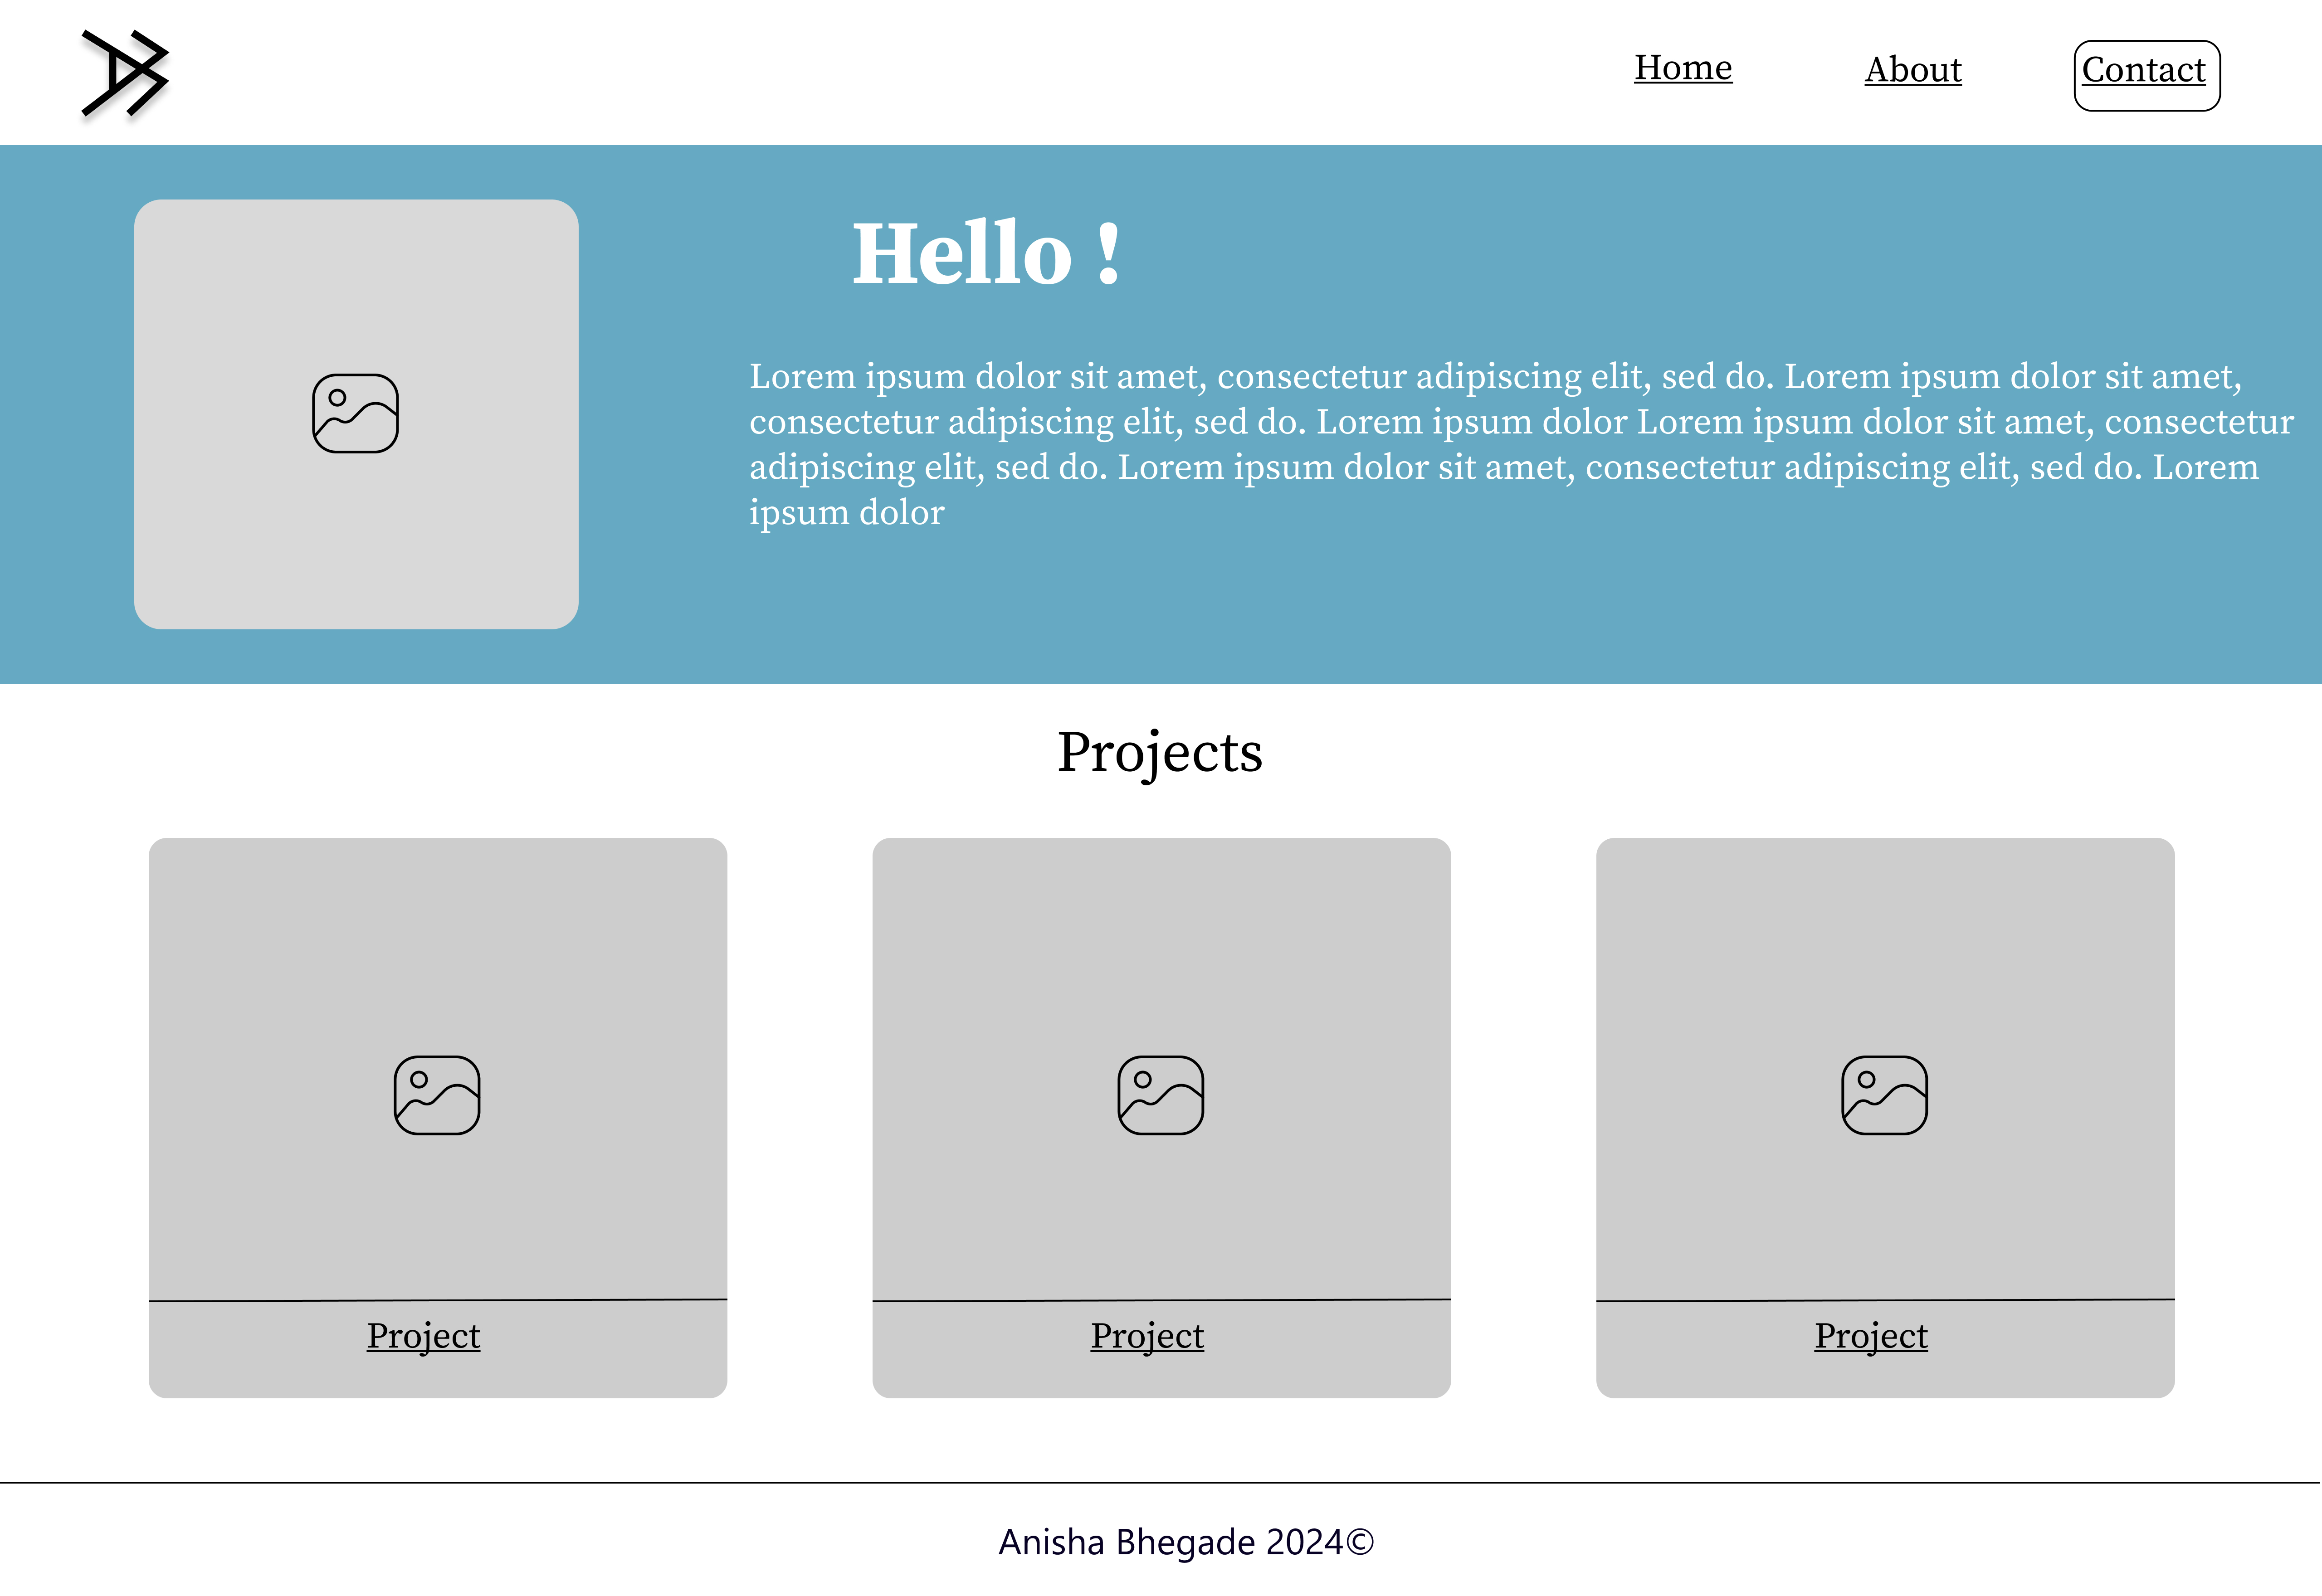 Home About Contact
Hello !
Lorem ipsum dolor sit amet, consectetur adipiscing elit, sed do. Lorem ipsum dolor sit amet,
consectetur adipiscing elit, sed do. Lorem ipsum dolor Lorem ipsum dolor sit amet, consectetur
adipiscing elit, sed do. Lorem ipsum dolor sit amet, consectetur adipiscing elit, sed do. Lorem
ipsum dolor
Projects
Project Project Project
Anisha Bhegade 2024©